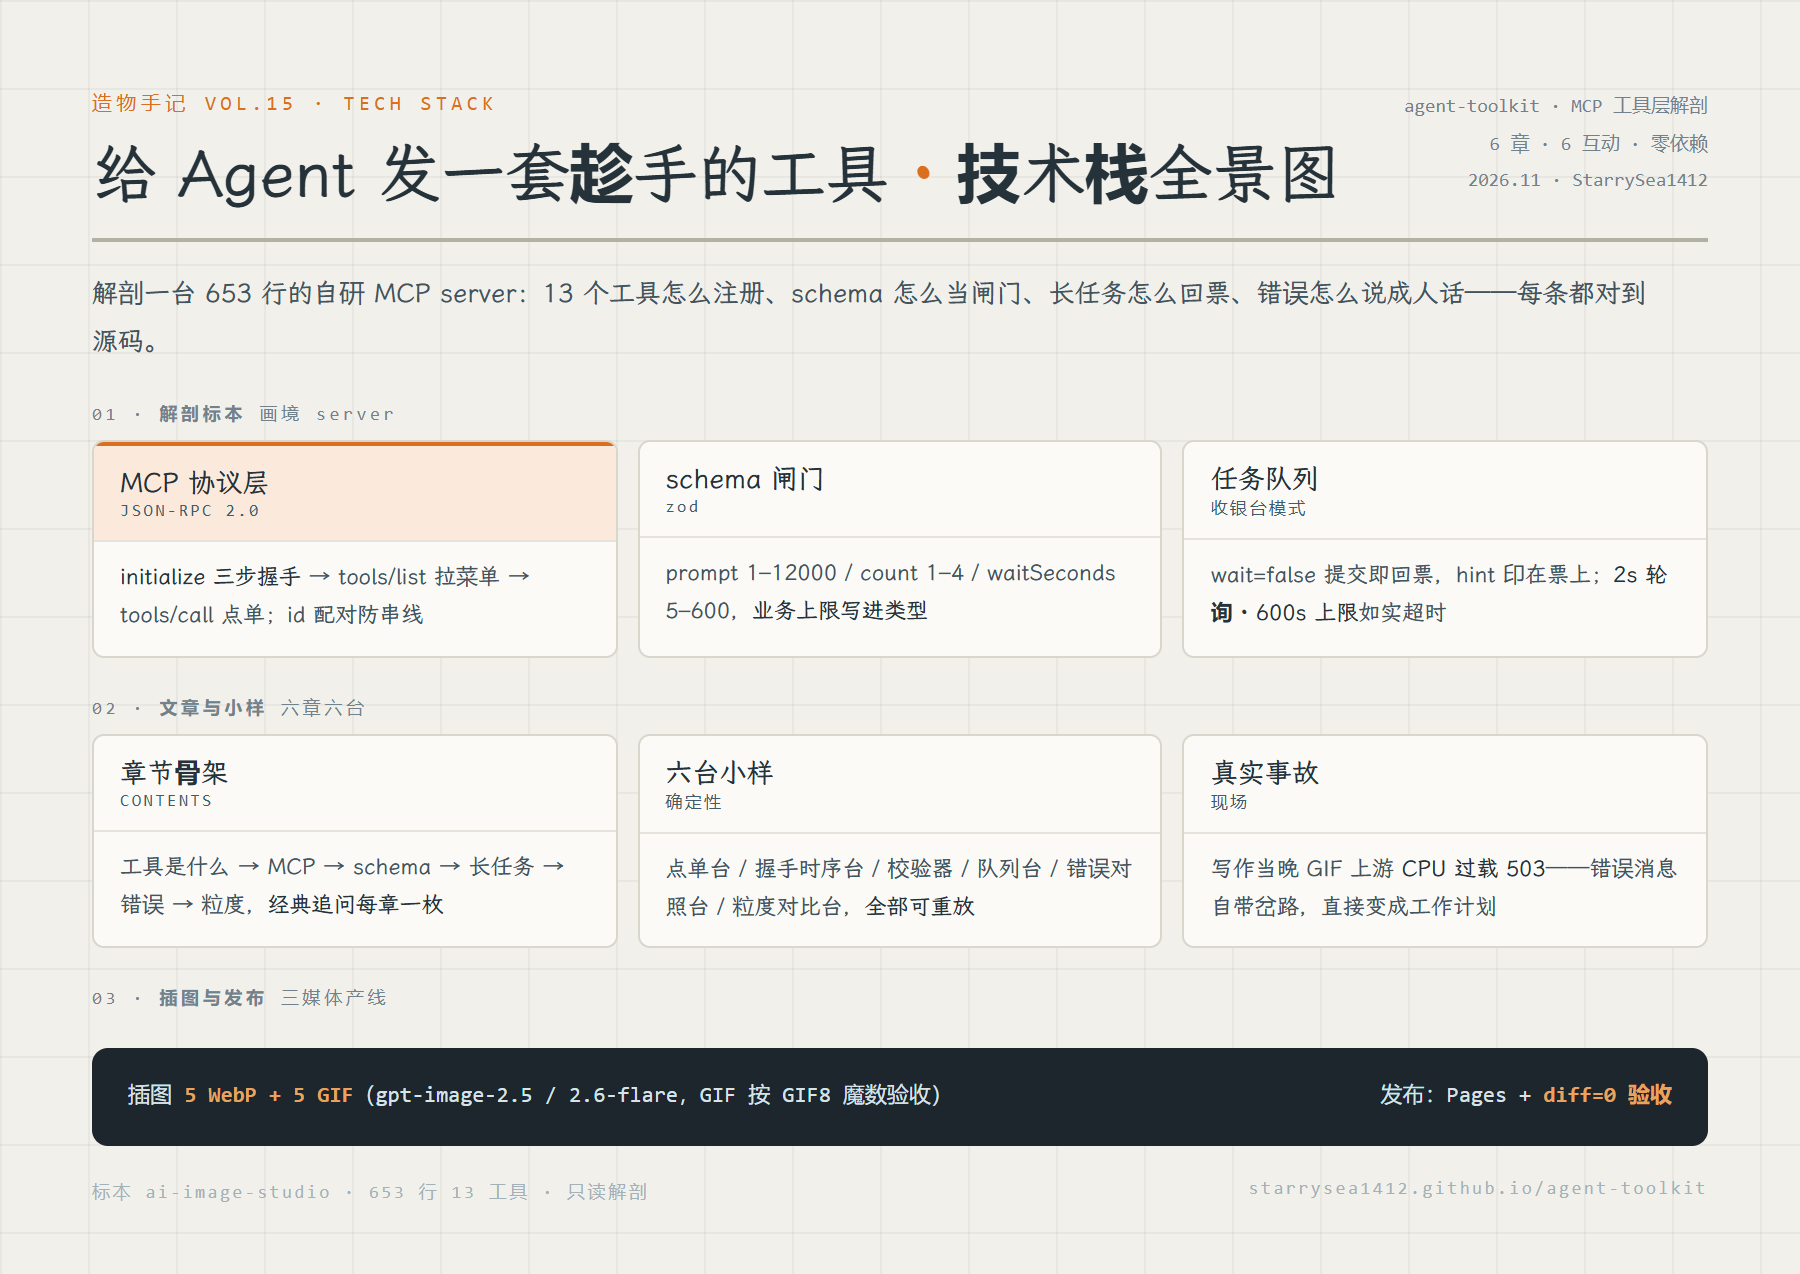 造物手记 VOL.15 · TECH STACK
给 Agent 发一套趁手的工具 · 技术栈全景图
agent-toolkit · MCP 工具层解剖
6 章 · 6 互动 · 零依赖
2026.11 · StarrySea1412
解剖一台 653 行的自研 MCP server：13 个工具怎么注册、schema 怎么当闸门、长任务怎么回票、错误怎么说成人话——每条都对到
源码。
01 · 解剖标本 画境 server
MCP 协议层
JSON-RPC 2.0
initialize 三步握手 → tools/list 拉菜单 →
tools/call 点单；id 配对防串线
schema 闸门
zod
prompt 1–12000 / count 1–4 / waitSeconds
5–600，业务上限写进类型
任务队列
收银台模式
wait=false 提交即回票，hint 印在票上；2s 轮
询 · 600s 上限如实超时
02 · 文章与小样 六章六台
章节骨架
CONTENTS
工具是什么 → MCP → schema → 长任务 →
错误 → 粒度，经典追问每章一枚
六台小样
确定性
点单台 / 握手时序台 / 校验器 / 队列台 / 错误对
照台 / 粒度对比台，全部可重放
真实事故
现场
写作当晚 GIF 上游 CPU 过载 503——错误消息
自带岔路，直接变成工作计划
03 · 插图与发布 三媒体产线
插图 5 WebP + 5 GIF（gpt-image-2.5 / 2.6-flare, GIF 按 GIF8 魔数验收）
发布：Pages + diff=0 验收
标本 ai-image-studio · 653 行 13 工具 · 只读解剖
starrysea1412.github.io/agent-toolkit